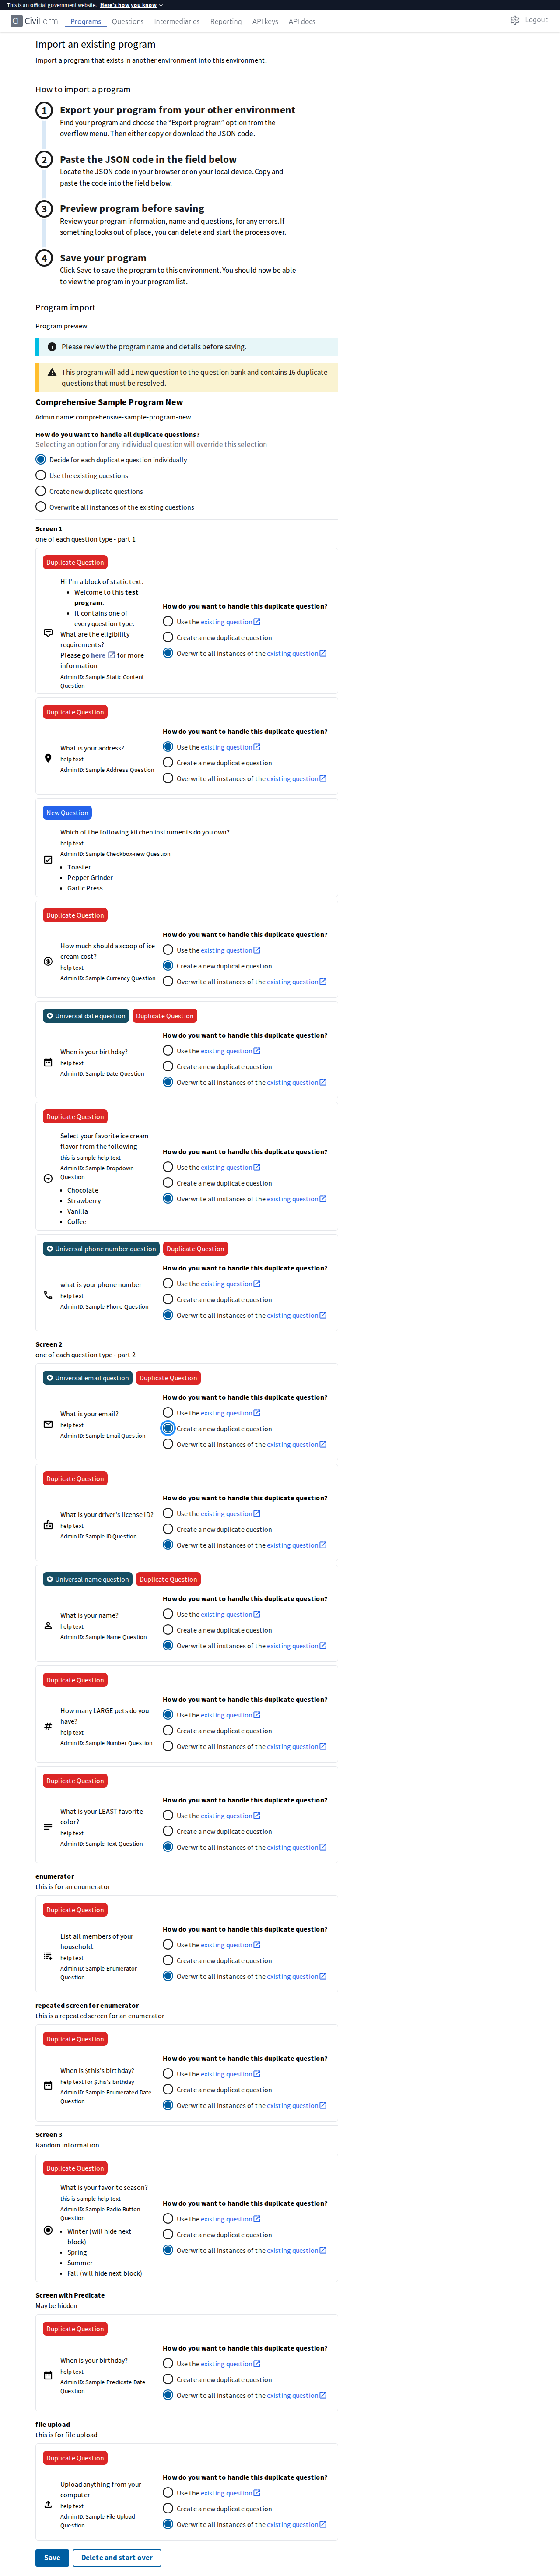 This is an official government website. Here's how you know
CF CiviForm Programs Questions Intermediaries Reporting API keys API docs Logout
Import an existing program
Import a program that exists in another environment into this environment.
How to import a program
1 Export your program from your other environment
Find your program and choose the "Export program" option from the
overflow menu. Then either copy or download the JSON code.
2 Paste the JSON code in the field below
Locate the JSON code in your browser or on your local device. Copy and
paste the code into the field below.
3 Preview program before saving
Review your program information, name and questions, for any errors. If
something looks out of place, you can delete and start the process over.
4 Save your program
Click Save to save the program to this environment. You should now be able
to view the program in your program list.
Program import
Program preview
Please review the program name and details before saving.
This program will add 1 new question to the question bank and contains 16 duplicate
questions that must be resolved.
Comprehensive Sample Program New
Admin name: comprehensive-sample-program-new
How do you want to handle all duplicate questions?
Selecting an option for any individual question will override this selection
Decide for each duplicate question individually
Use the existing questions
Create new duplicate questions
Overwrite all instances of the existing questions
Screen 1
one of each question type - part 1
Duplicate Question
Hi I'm a block of static text.
Welcome to this test
program.
It contains one of
every question type.
What are the eligibility
requirements?
Please go here for more
information
Admin ID: Sample Static Content
Question
How do you want to handle this duplicate question?
Use the existing question
Create a new duplicate question
Overwrite all instances of the existing question
Duplicate Question
What is your address?
help text
Admin ID: Sample Address Question
How do you want to handle this duplicate question?
Use the existing question
Create a new duplicate question
Overwrite all instances of the existing question
New Question
Which of the following kitchen instruments do you own?
help text
Admin ID: Sample Checkbox-new Question
Toaster
Pepper Grinder
Garlic Press
Duplicate Question
How much should a scoop of ice
cream cost?
help text
Admin ID: Sample Currency Question
How do you want to handle this duplicate question?
Use the existing question
Create a new duplicate question
Overwrite all instances of the existing question
Universal date question Duplicate Question
When is your birthday?
help text
Admin ID: Sample Date Question
How do you want to handle this duplicate question?
Use the existing question
Create a new duplicate question
Overwrite all instances of the existing question
Duplicate Question
Select your favorite ice cream
flavor from the following
this is sample help text
Admin ID: Sample Dropdown
Question
Chocolate
Strawberry
Vanilla
Coffee
How do you want to handle this duplicate question?
Use the existing question
Create a new duplicate question
Overwrite all instances of the existing question
Universal phone number question Duplicate Question
what is your phone number
help text
Admin ID: Sample Phone Question
How do you want to handle this duplicate question?
Use the existing question
Create a new duplicate question
Overwrite all instances of the existing question
Screen 2
one of each question type - part 2
Universal email question Duplicate Question
What is your email?
help text
Admin ID: Sample Email Question
How do you want to handle this duplicate question?
Use the existing question
Create a new duplicate question
Overwrite all instances of the existing question
Duplicate Question
What is your driver's license ID?
help text
Admin ID: Sample ID Question
How do you want to handle this duplicate question?
Use the existing question
Create a new duplicate question
Overwrite all instances of the existing question
Universal name question Duplicate Question
What is your name?
help text
Admin ID: Sample Name Question
How do you want to handle this duplicate question?
Use the existing question
Create a new duplicate question
Overwrite all instances of the existing question
Duplicate Question
How many LARGE pets do you
have?
help text
Admin ID: Sample Number Question
How do you want to handle this duplicate question?
Use the existing question
Create a new duplicate question
Overwrite all instances of the existing question
Duplicate Question
What is your LEAST favorite
color?
help text
Admin ID: Sample Text Question
How do you want to handle this duplicate question?
Use the existing question
Create a new duplicate question
Overwrite all instances of the existing question
enumerator
this is for an enumerator
Duplicate Question
List all members of your
household.
help text
Admin ID: Sample Enumerator
Question
How do you want to handle this duplicate question?
Use the existing question
Create a new duplicate question
Overwrite all instances of the existing question
repeated screen for enumerator
this is a repeated screen for an enumerator
Duplicate Question
When is $this's birthday?
help text for $this's birthday
Admin ID: Sample Enumerated Date
Question
How do you want to handle this duplicate question?
Use the existing question
Create a new duplicate question
Overwrite all instances of the existing question
Screen 3
Random information
Duplicate Question
What is your favorite season?
this is sample help text
Admin ID: Sample Radio Button
Question
Winter (will hide next
block)
Spring
Summer
Fall (will hide next block)
How do you want to handle this duplicate question?
Use the existing question
Create a new duplicate question
Overwrite all instances of the existing question
Screen with Predicate
May be hidden
Duplicate Question
When is your birthday?
help text
Admin ID: Sample Predicate Date
Question
How do you want to handle this duplicate question?
Use the existing question
Create a new duplicate question
Overwrite all instances of the existing question
file upload
this is for file upload
Duplicate Question
Upload anything from your
computer
help text
Admin ID: Sample File Upload
Question
How do you want to handle this duplicate question?
Use the existing question
Create a new duplicate question
Overwrite all instances of the existing question
Save Delete and start over